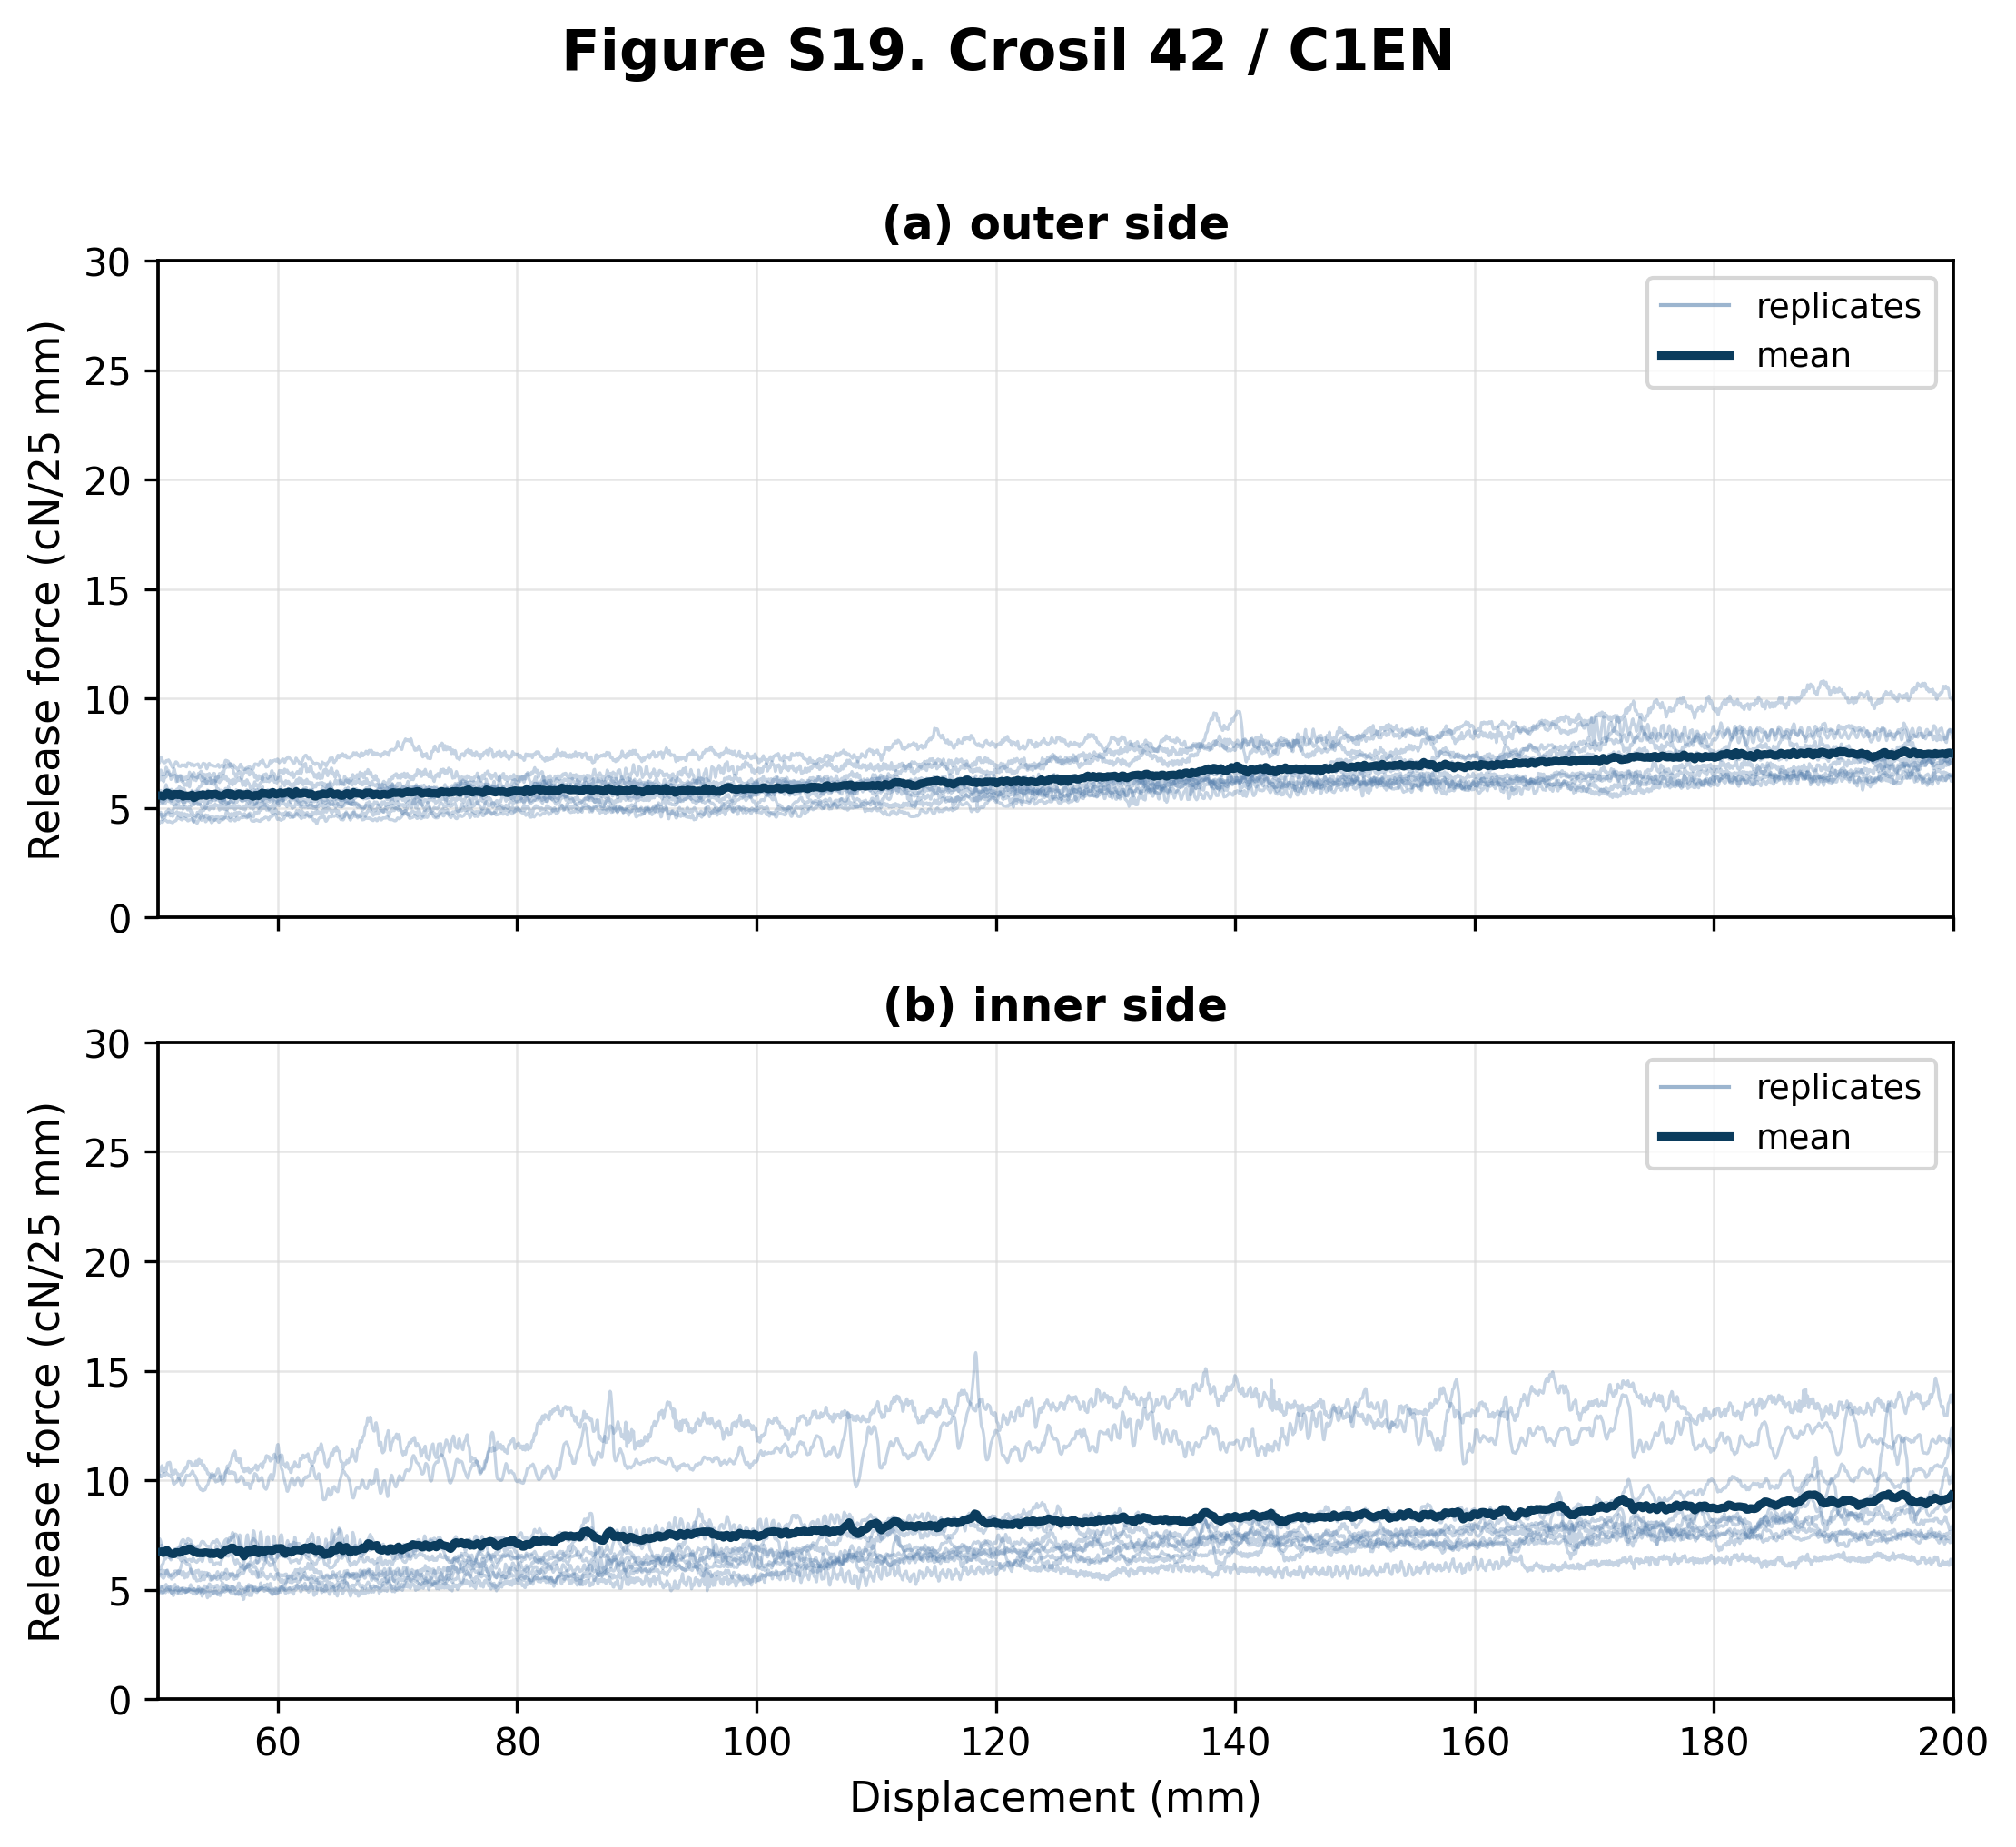 Figure S19. Crosil 42 / C1EN
(a) outer side
Release force (cN/25 mm)
30
25
20
15
10
5
0
replicates
mean
(b) inner side
Release force (cN/25 mm)
30
25
20
15
10
5
0
replicates
mean
60 80 100 120 140 160 180 200
Displacement (mm)